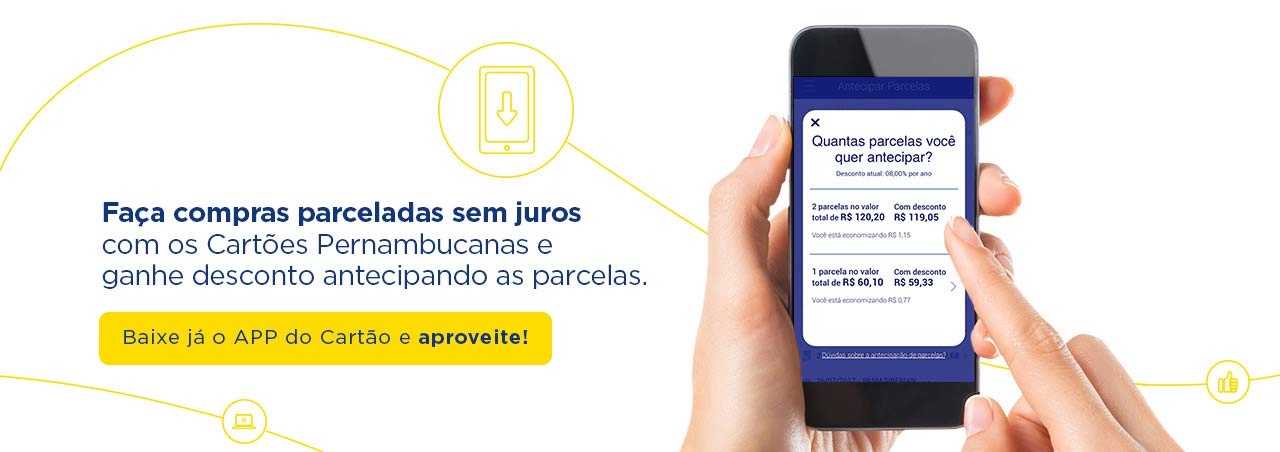 Faça compras parceladas sem juros
com os Cartões Pernambucanas e
ganhe desconto antecipando as parcelas.
Baixe já o APP do Cartão e aproveite!
Antecipar Parcelas
Quantas parcelas você
quer antecipar?
Desconto atual: 08,00% por ano
2 parcelas no valor
total de R$ 120,20
Com desconto
R$ 119,05
Você está economizando R$ 1,15
1 parcela no valor
total de R$ 60,10
Com desconto
R$ 59,33
Você está economizando R$ 0,77
Dúvidas sobre a antecipação de parcelas?